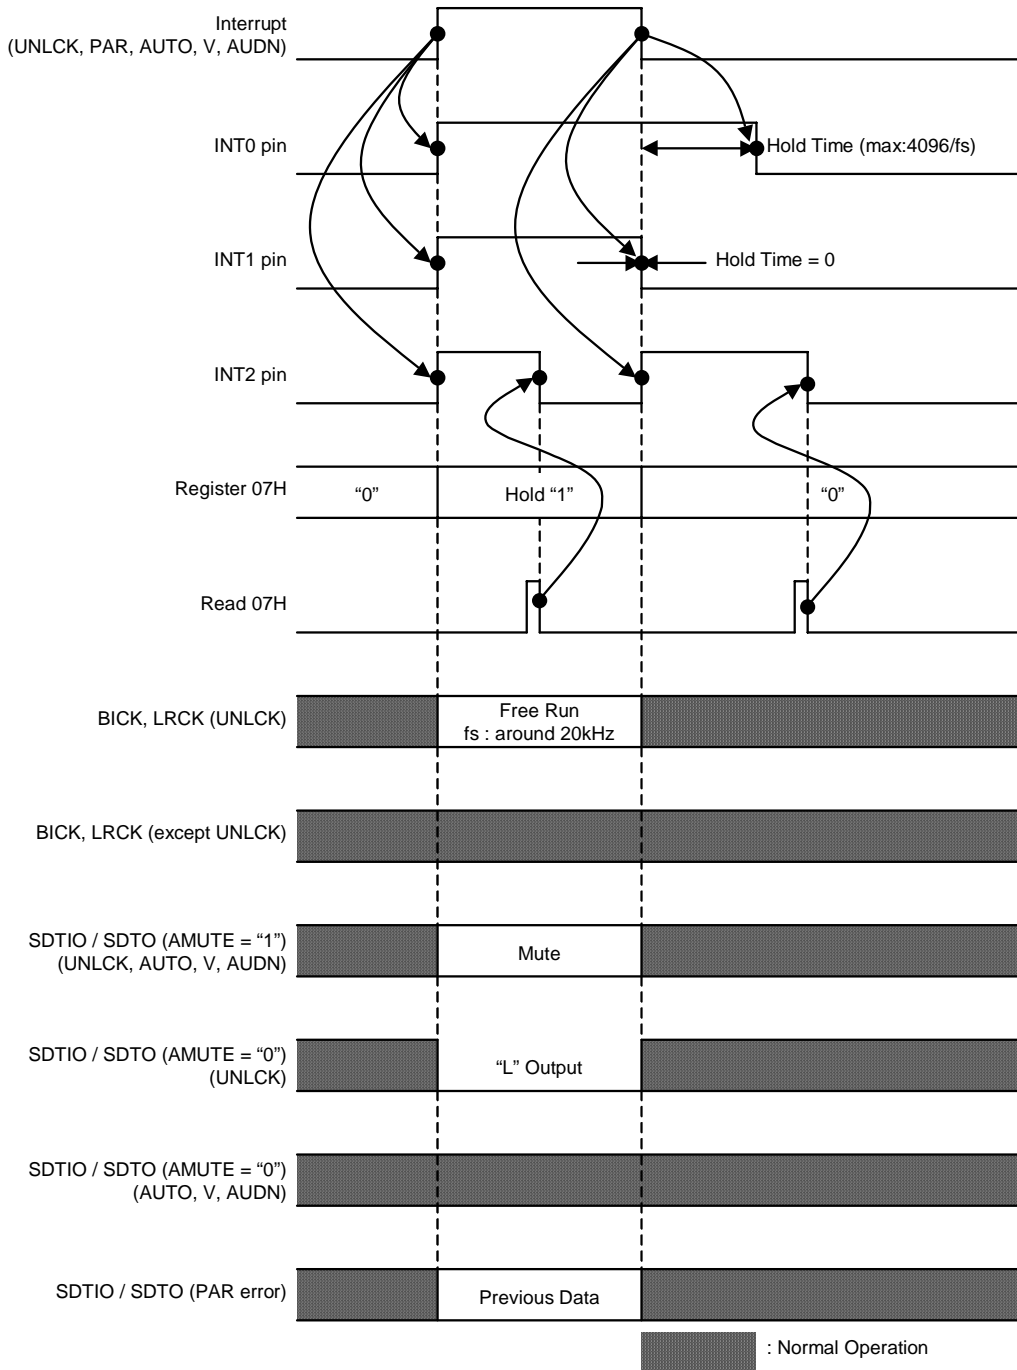 Interrupt
(UNLCK, PAR, AUTO, V, AUDN)
INT0 pin
Hold Time (max:4096/fs)
INT1 pin
Hold Time = 0
INT2 pin
Register 07H
“0”
Hold “1”
“0”
Read 07H
BICK, LRCK (UNLCK)
Free Run
fs : around 20kHz
BICK, LRCK (except UNLCK)
SDTIO / SDTO (AMUTE = “1”)
(UNLCK, AUTO, V, AUDN)
Mute
SDTIO / SDTO (AMUTE = “0”)
(UNLCK)
“L” Output
SDTIO / SDTO (AMUTE = “0”)
(AUTO, V, AUDN)
SDTIO / SDTO (PAR error)
Previous Data
: Normal Operation